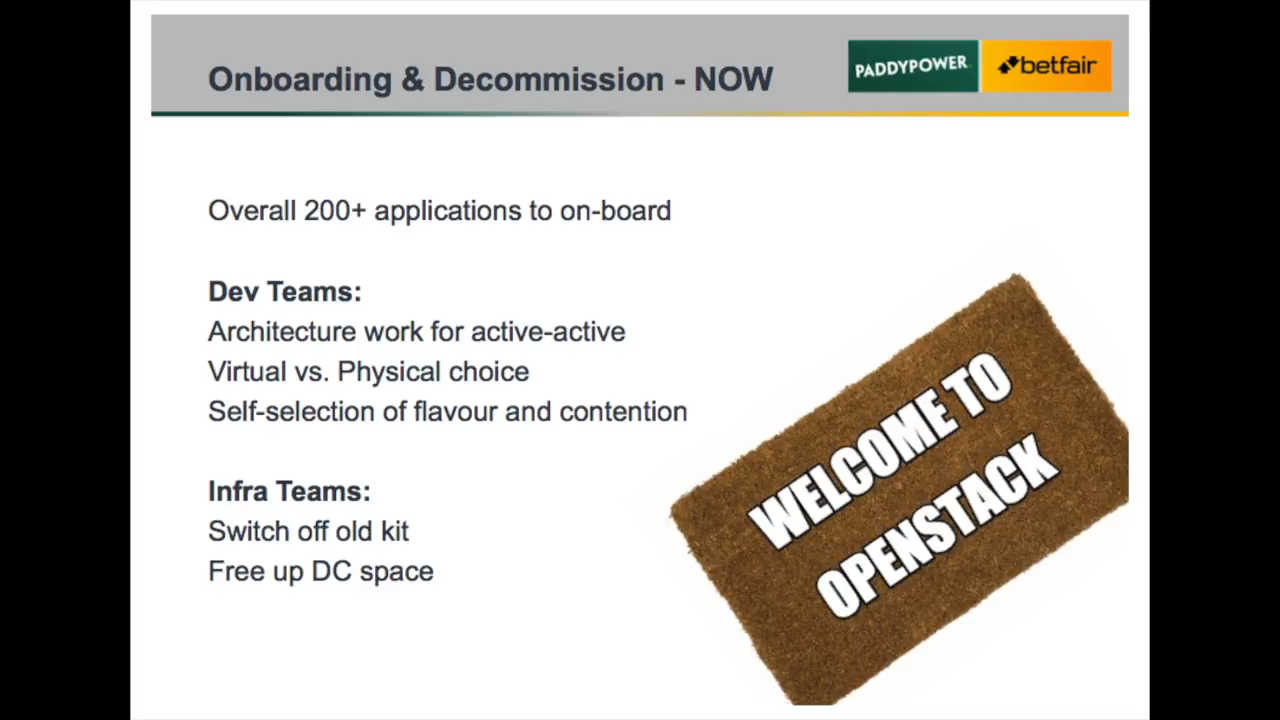 Onboarding & Decommission - NOW
PADDYPOWER.
betfair
Overall 200+ applications to on-board
Dev Teams:
Architecture work for active-active
Virtual vs. Physical choice
Self-selection of flavour and contention
Infra Teams:
Switch off old kit
Free up DC space
WELCOME TO
OPENSTACK